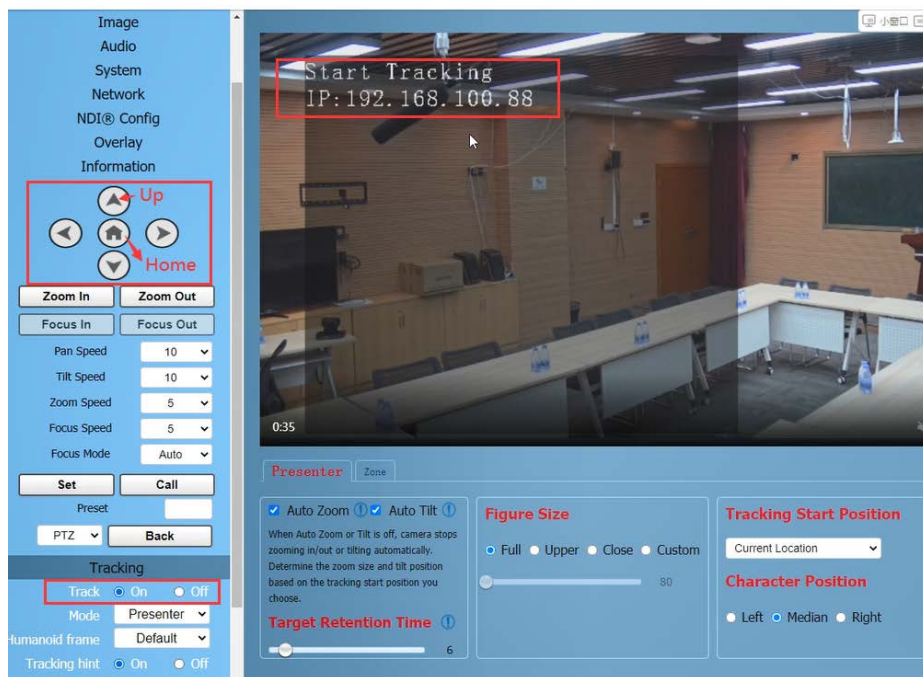 Image
Audio
System
Network
NDI® Config
Overlay
Information
Up
Home
Zoom In Zoom Out
Focus In Focus Out
Pan Speed 10
Tilt Speed 10
Zoom Speed 5
Focus Speed 5
Focus Mode Auto
Set Call
Preset
PTZ Back
Tracking
Track On Off
Mode Presenter
Humanoid frame Default
Tracking hint On Off
小窗口
Start Tracking
IP:192.168.100.88
0:35
Presenter Zone
Auto Zoom Auto Tilt
When Auto Zoom or Tilt is off, camera stops
zooming in/out or tilting automatically.
Determine the zoom size and tilt position
based on the tracking start position you
choose.
Target Retention Time
6
Figure Size
Full Upper Close Custom
80
Tracking Start Position
Current Location
Character Position
Left Median Right